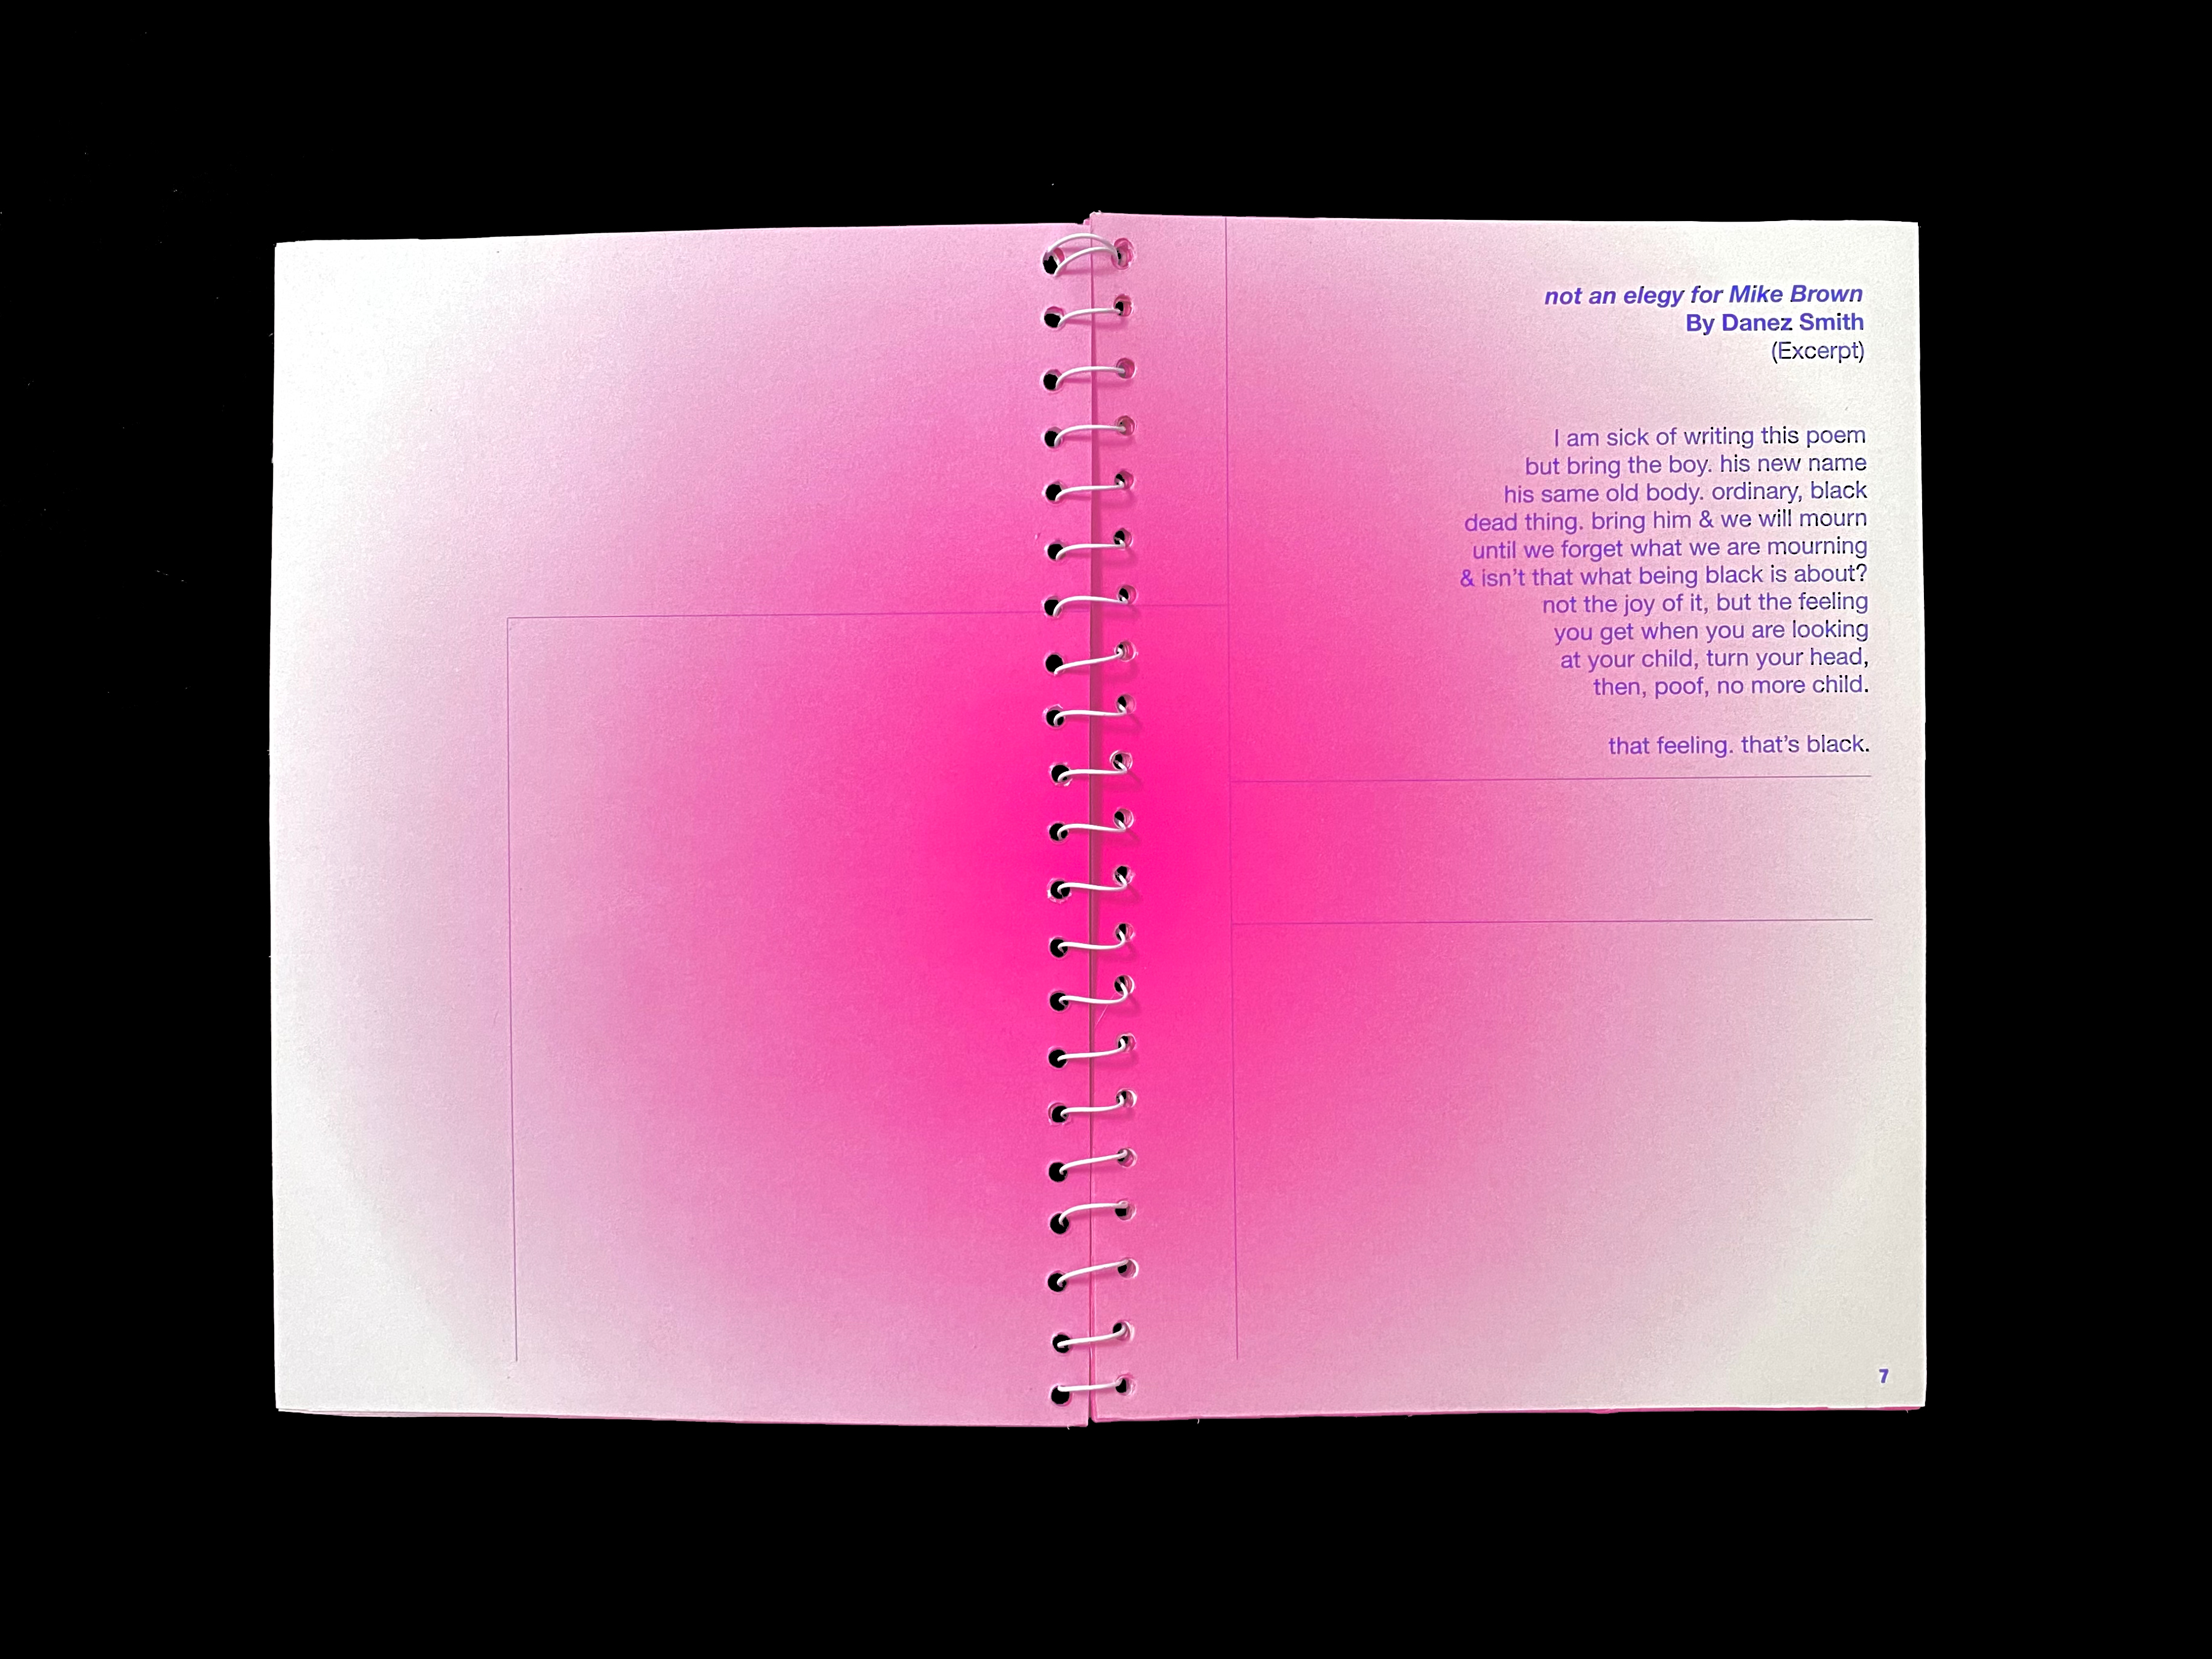 not an elegy for Mike Brown
By Danez Smith
(Excerpt)
I am sick of writing this poem
but bring the boy. his new name
his same old body. ordinary, black
dead thing. bring him & we will mourn
until we forget what we are mourning
& isn’t that what being black is about?
not the joy of it, but the feeling
you get when you are looking
at your child, turn your head,
then, poof, no more child.
that feeling. that’s black.
7